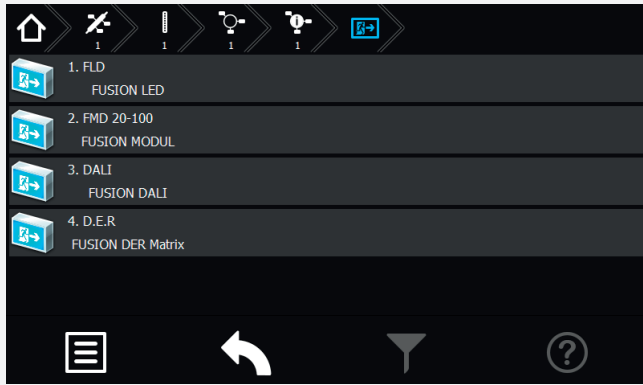 1
1
1
1
1. FLD
FUSION LED
2. FMD 20-100
FUSION MODUL
3. DALI
FUSION DALI
4. D.E.R
FUSION DER Matrix